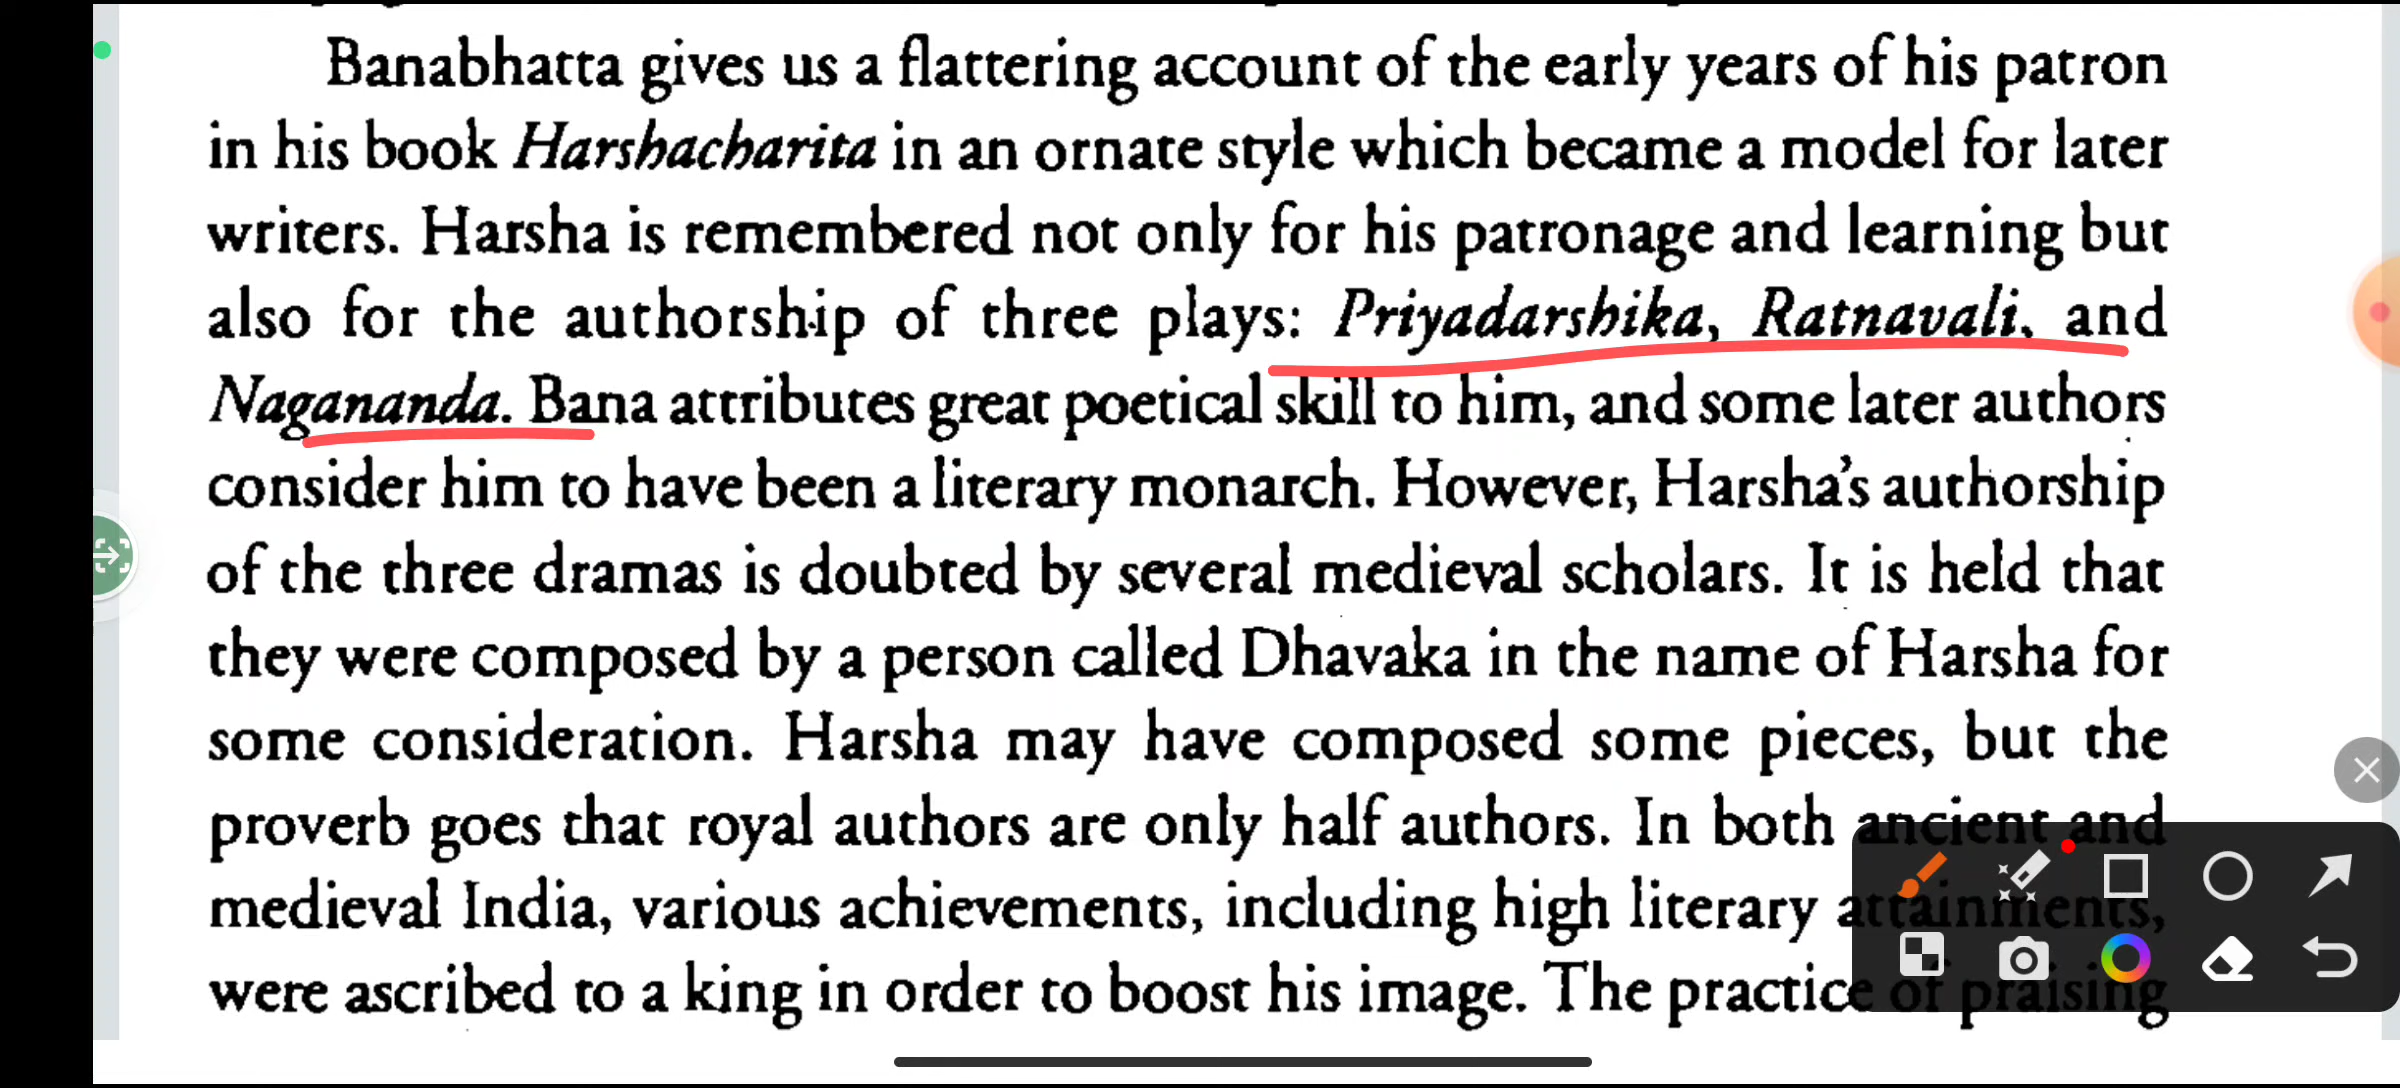 Banabhatta gives us a flattering account of the early years of his patron
in his book Harshacharita in an ornate style which became a model for later
writers. Harsha is remembered not only for his patronage and learning but
also for the authorship of three plays: Priyadarshika, Ratnavali, and
Nagananda. Bana attributes great poetical skill to him, and some later authors
consider him to have been a literary monarch. However, Harsha's authorship
of the three dramas is doubted by several medieval scholars. It is held that
they were composed by a person called Dhavaka in the name of Harsha for
some consideration. Harsha may have composed some pieces, but the
proverb goes that royal authors are only half authors. In both ancient and
medieval India, various achievements, including high literary attainments,
were ascribed to a king in order to boost his image. The practice of praising